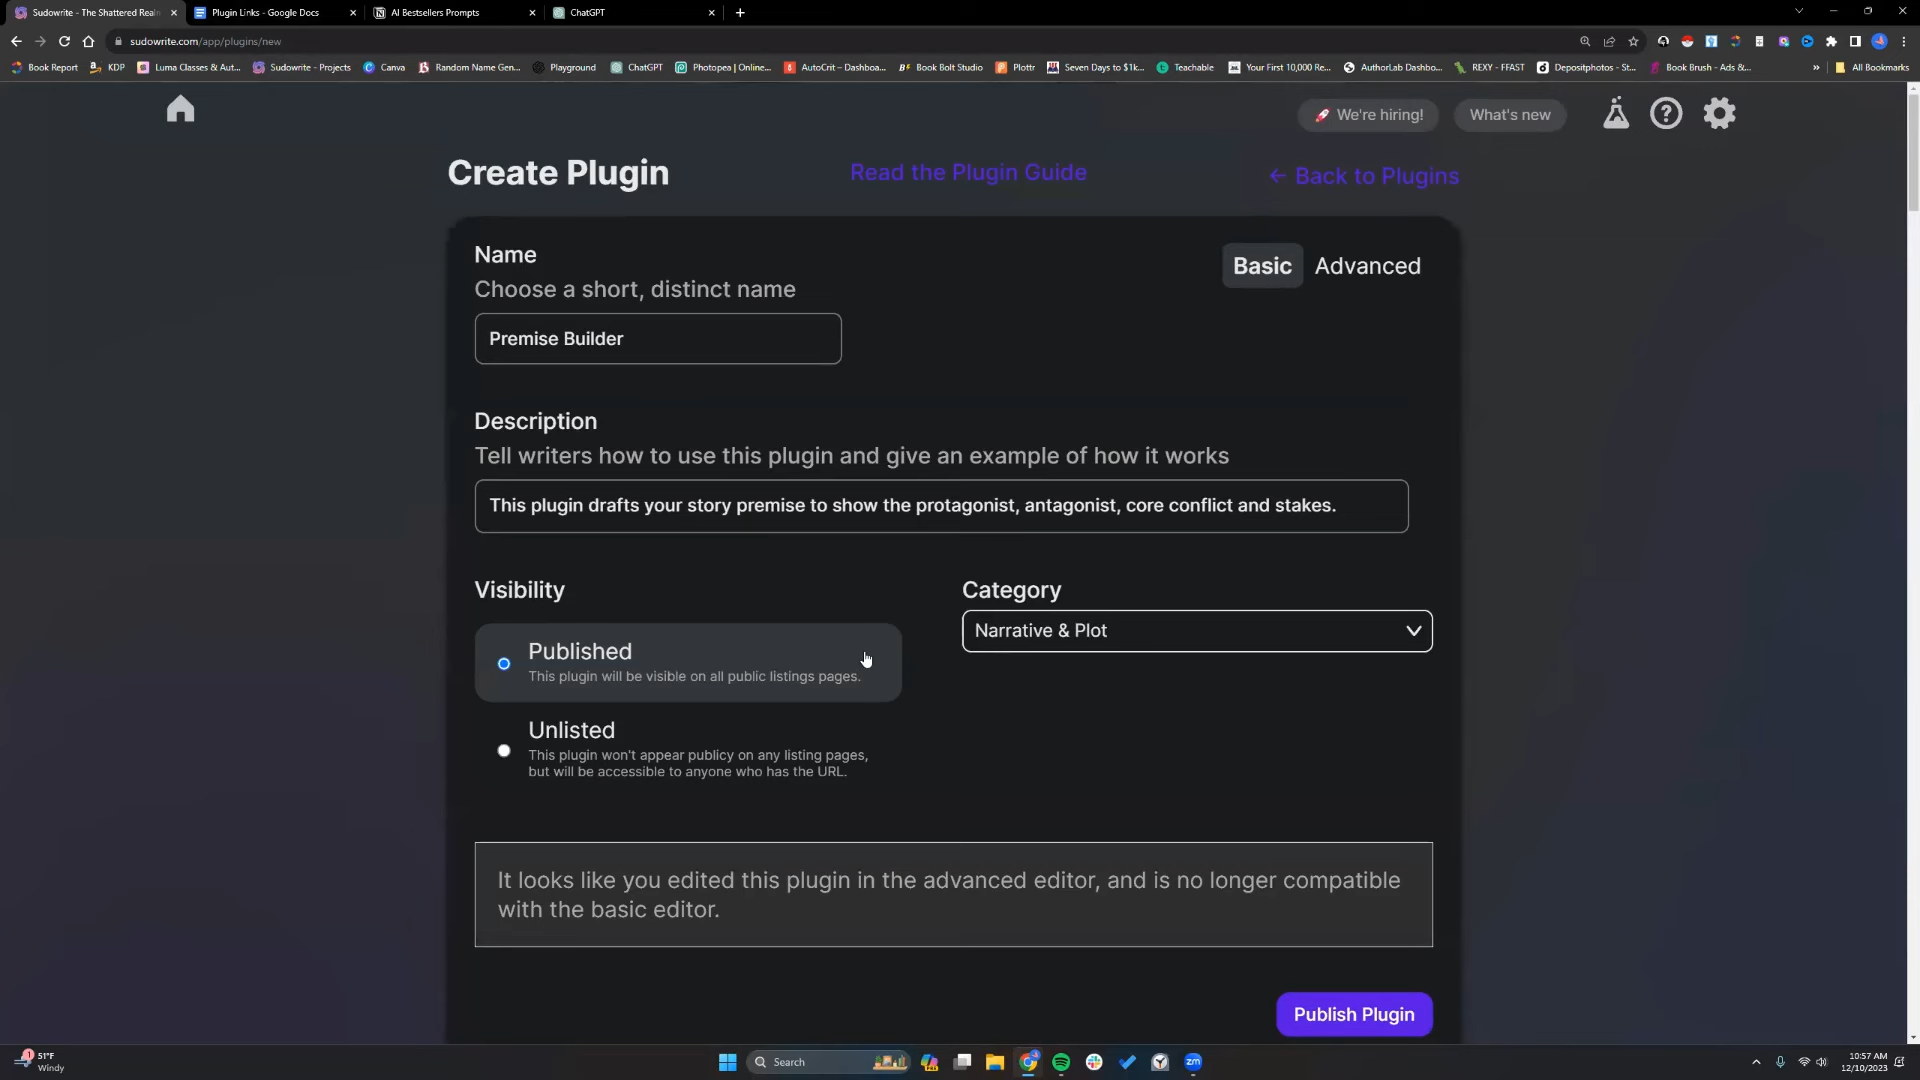 Sudowrite - The Shattered Realm
Plugin Links - Google Docs
AI Bestsellers Prompts
ChatGPT
sudowrite.com/app/plugins/new
Book Report
KDP
Luma Classes & Aut...
Sudowrite - Projects
Canva
Random Name Gen...
Playground
ChatGPT
Photopea | Online...
AutoCrit – Dashboa...
Book Bolt Studio
Plottr
Seven Days to $1k...
Teachable
Your First 10,000 Re...
AuthorLab Dashbo...
REXY - FFAST
Depositphotos - St...
Book Brush - Ads &...
»
All Bookmarks
We're hiring!
What's new
Create Plugin
Read the Plugin Guide
← Back to Plugins
Name
Basic
Advanced
Choose a short, distinct name
Premise Builder
Description
Tell writers how to use this plugin and give an example of how it works
This plugin drafts your story premise to show the protagonist, antagonist, core conflict and stakes.
Visibility
Category
Published
This plugin will be visible on all public listings pages.
Narrative & Plot
Unlisted
This plugin won't appear publicy on any listing pages,
but will be accessible to anyone who has the URL.
It looks like you edited this plugin in the advanced editor, and is no longer compatible
with the basic editor.
Publish Plugin
1
51°F
Windy
Search
zm
10:57 AM
12/10/2023